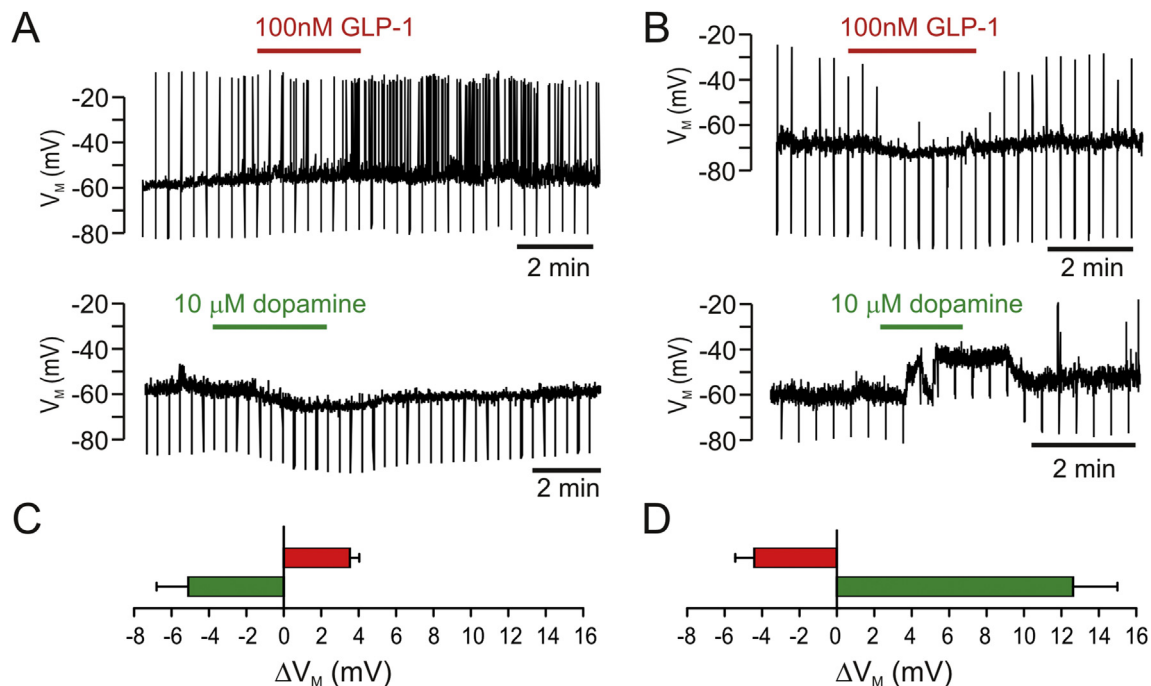 A
100nM GLP-1
-20
-40
-60
-80
V_M (mV)
2 min
B
100nM GLP-1
-20
-40
-60
-80
V_M (mV)
2 min
10 μM dopamine
-20
-40
-60
-80
V_M (mV)
2 min
10 μM dopamine
-20
-40
-60
-80
V_M (mV)
2 min
C
-8 -6 -4 -2 0 2 4 6 8 10 12 14 16
ΔV_M (mV)
D
-8 -6 -4 -2 0 2 4 6 8 10 12 14 16
ΔV_M (mV)